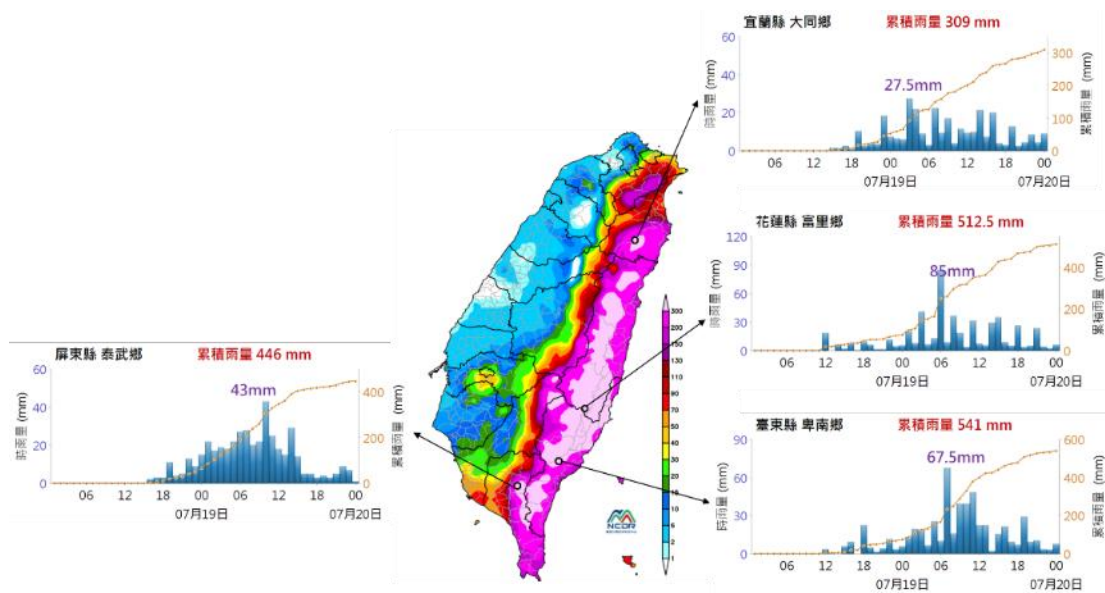 宜蘭縣 大同鄉 累積雨量 309 mm
時雨量 (mm)
60
40
20
0
27.5mm
300
200
100
0
累積雨量 (mm)
06 12 18 00 06 12 18 00
07月19日 07月20日
花蓮縣 富里鄉 累積雨量 512.5 mm
時雨量 (mm)
120
90
60
30
0
85mm
400
200
0
累積雨量 (mm)
06 12 18 00 06 12 18 00
07月19日 07月20日
屏東縣 泰武鄉 累積雨量 446 mm
時雨量 (mm)
60
40
20
0
43mm
400
200
0
累積雨量 (mm)
06 12 18 00 06 12 18 00
07月19日 07月20日
臺東縣 卑南鄉 累積雨量 541 mm
時雨量 (mm)
90
60
30
0
67.5mm
600
400
200
0
累積雨量 (mm)
06 12 18 00 06 12 18 00
07月19日 07月20日
300
200
150
130
110
90
70
50
40
30
20
10
6
2
1
NCDR